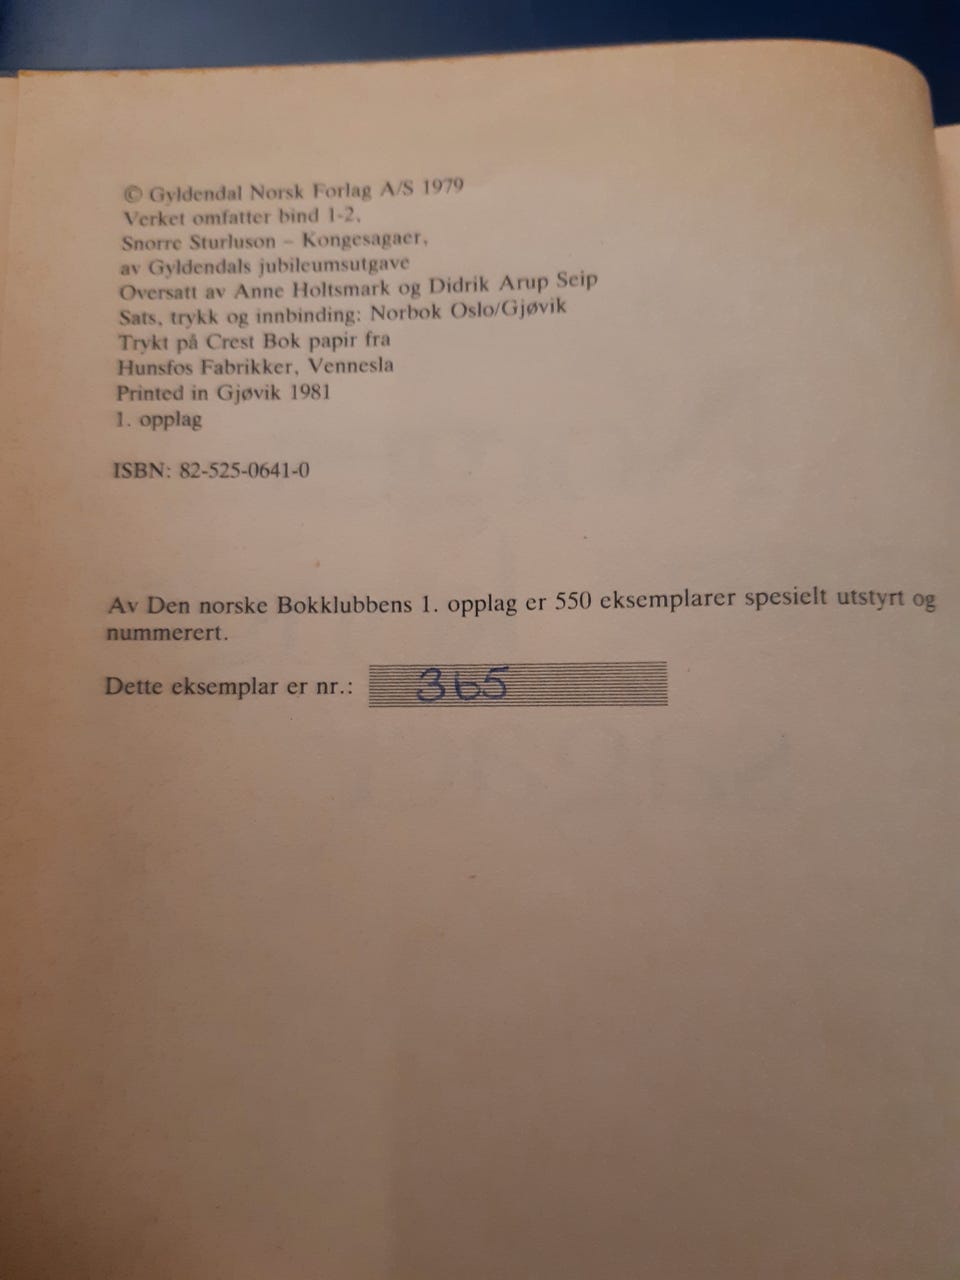 © Gyldendal Norsk Forlag A/S 1979
Verket omfatter bind 1-2,
Snorre Sturluson – Kongesagaer,
av Gyldendals jubileumsutgave
Oversatt av Anne Holtsmark og Didrik Arup Seip
Sats, trykk og innbinding: Norbok Oslo/Gjøvik
Trykt på Crest Bok papir fra
Hunsfos Fabrikker, Vennesla
Printed in Gjøvik 1981
1. opplag
ISBN: 82-525-0641-0
Av Den norske Bokklubbens 1. opplag er 550 eksemplarer spesielt utstyrt og
nummerert.
Dette eksemplar er nr.: 365